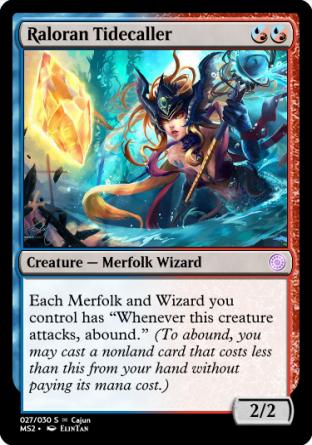 Raloran Tidecaller
Creature — Merfolk Wizard
Each Merfolk and Wizard you
control has “Whenever this creature
attacks, abound.” (To abound, you
may cast a nonland card that costs less
than this from your hand without
paying its mana cost.)
2/2
027/030 S — Cajun
MS2 • ElinTan